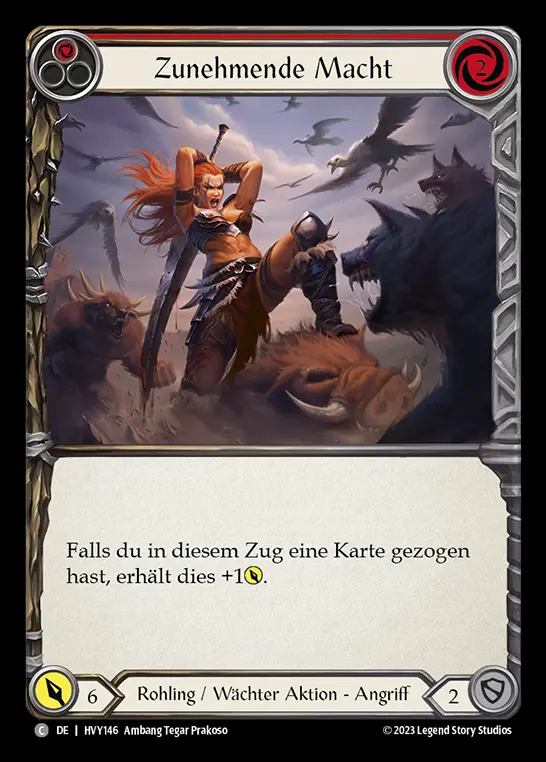 Zunehmende Macht
2
Falls du in diesem Zug eine Karte gezogen
hast, erhält dies +1.
6
Rohling / Wächter Aktion - Angriff
2
C DE | HVY146 Ambang Tegar Prakoso
©2023 Legend Story Studios